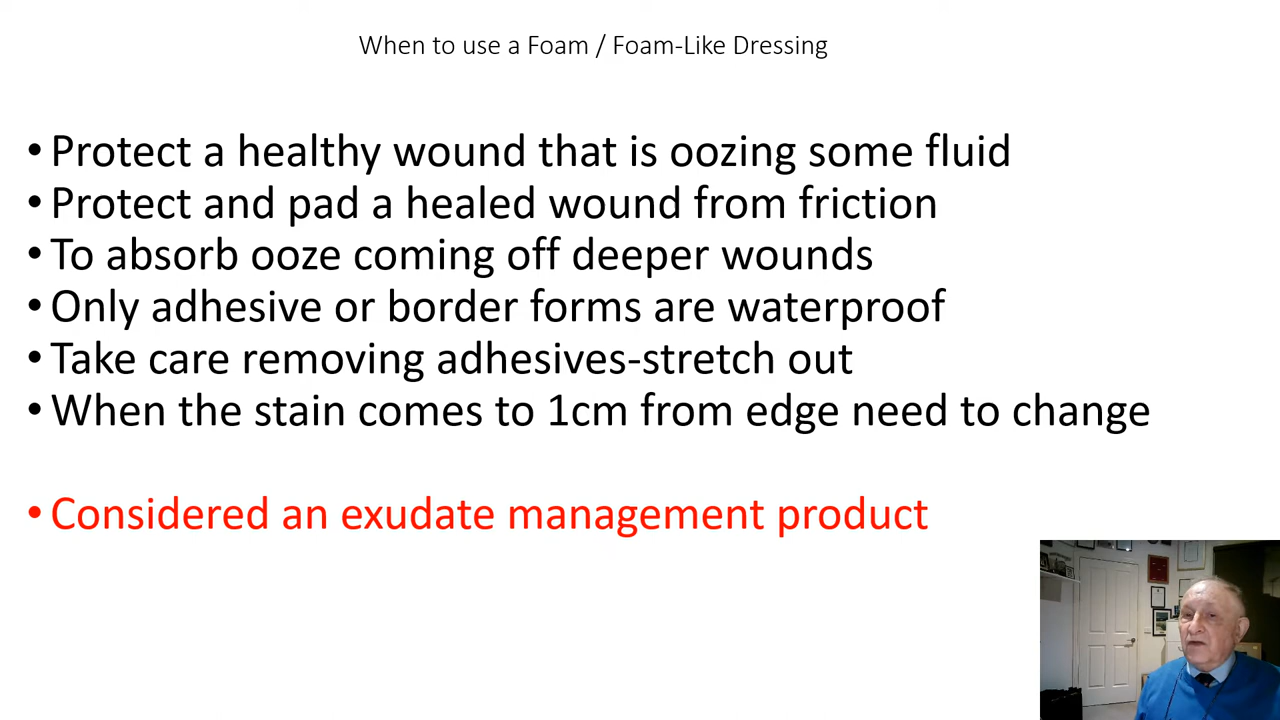 When to use a Foam / Foam-Like Dressing
• Protect a healthy wound that is oozing some fluid
• Protect and pad a healed wound from friction
• To absorb ooze coming off deeper wounds
• Only adhesive or border forms are waterproof
• Take care removing adhesives-stretch out
• When the stain comes to 1cm from edge need to change
• Considered an exudate management product